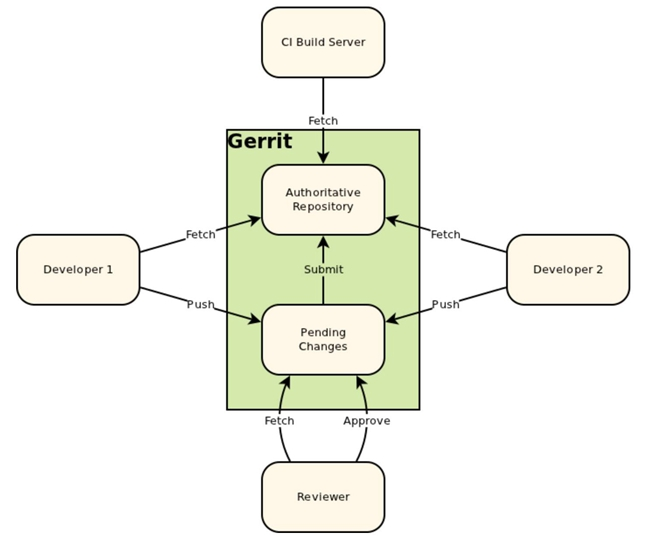 CI Build Server
Fetch
Gerrit
Authoritative
Repository
Fetch
Fetch
Developer 1
Submit
Developer 2
Push
Push
Pending
Changes
Fetch
Approve
Reviewer